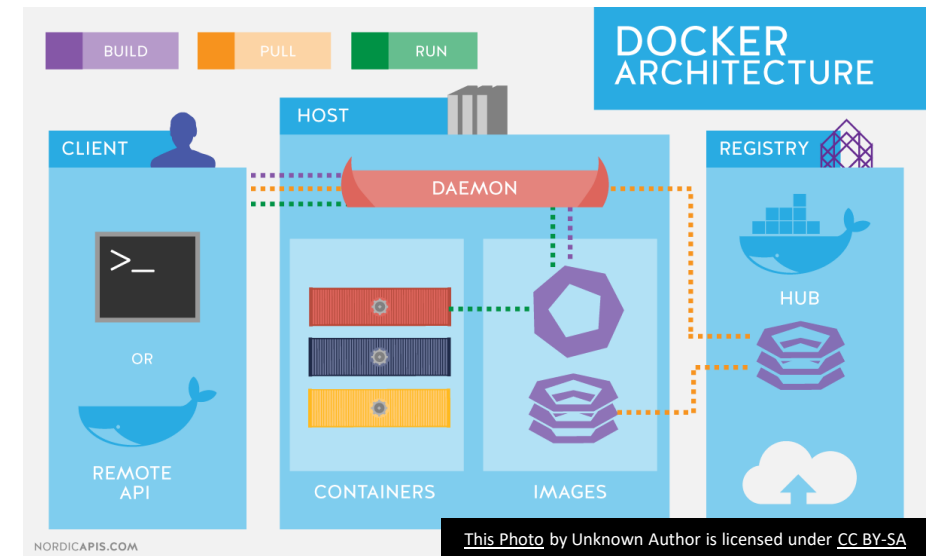 BUILD
PULL
RUN
DOCKER
ARCHITECTURE
CLIENT
HOST
REGISTRY
DAEMON
>_
OR
REMOTE
API
CONTAINERS
IMAGES
HUB
NORDICAPIS.COM
This Photo by Unknown Author is licensed under CC BY-SA